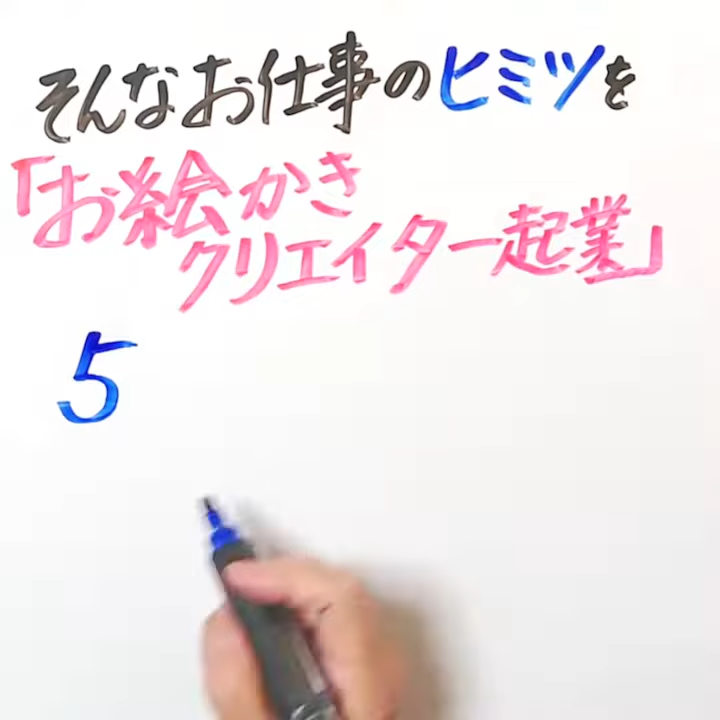 そんなお仕事のヒミツを
「お絵かき
クリエイター起業」
5